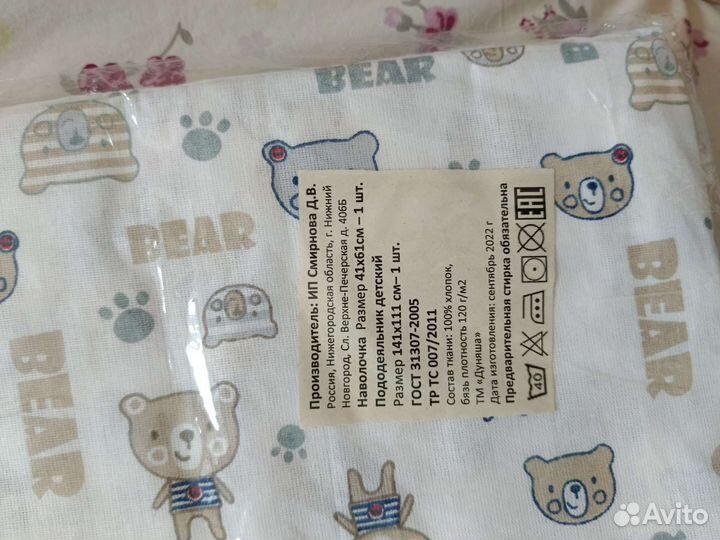 BEAR
B
BEAR
BEAR
BEAR
Производитель: ИП Смирнова Д.В.
Россия, Нижегородская область, г. Нижний
Новгород, Сл. Верхне-Печерская д. 406Б
Наволочка Размер 41х61см – 1 шт.
Пододеяльник детский
Размер 141х111 см– 1 шт.
ГОСТ 31307-2005
ТР ТС 007/2011
Состав ткани: 100% хлопок,
бязь плотность 120 г/м2
ТМ «Дуняша»
Дата изготовления: сентябрь 2022 г
Предварительная стирка обязательна
40
EAC
Avito